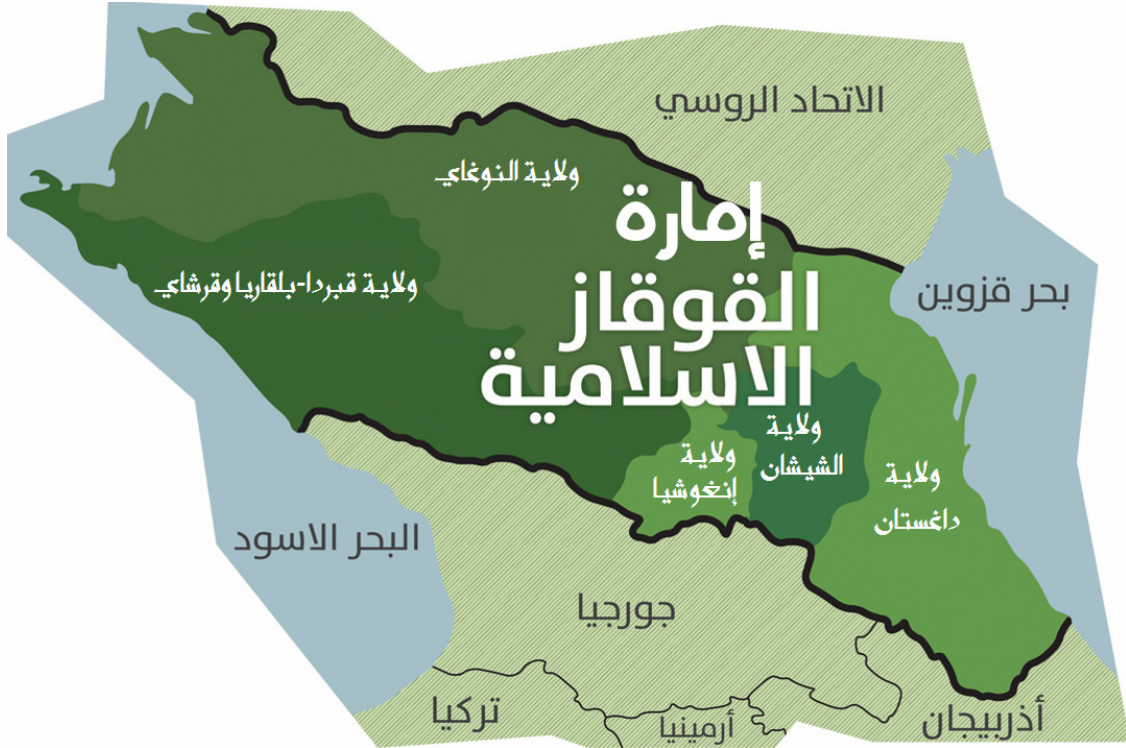 الاتحاد الروسي
ولاية النوغاي
إمارة
القوقاز
الاسلامية
ولاية قبردا-بلقاريا وقرشاي
بحر قزوين
ولاية
الشيشان
ولاية
إنغوشيا
ولاية
داغستان
البحر الاسود
جورجيا
تركيا
أرمينيا
أذربيجان